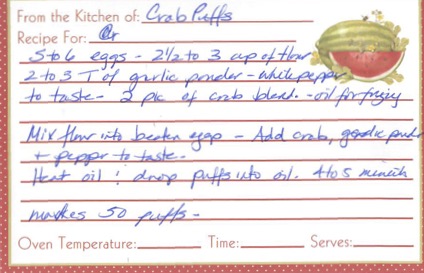 From the Kitchen of: Crab Puffs
Recipe For: Cr
5 to 6 eggs - 2 1/2 to 3 cup of flour
2 to 3 T of garlic powder - white pepper
to taste - 2 pk of crab blend. - oil for frying
Mix flour into beaten eggs - Add crab, garlic powder
+ pepper to taste.
Heat oil ! drop puffs into oil. 4 to 5 minutes
makes 50 puffs -
Oven Temperature: Time: Serves: